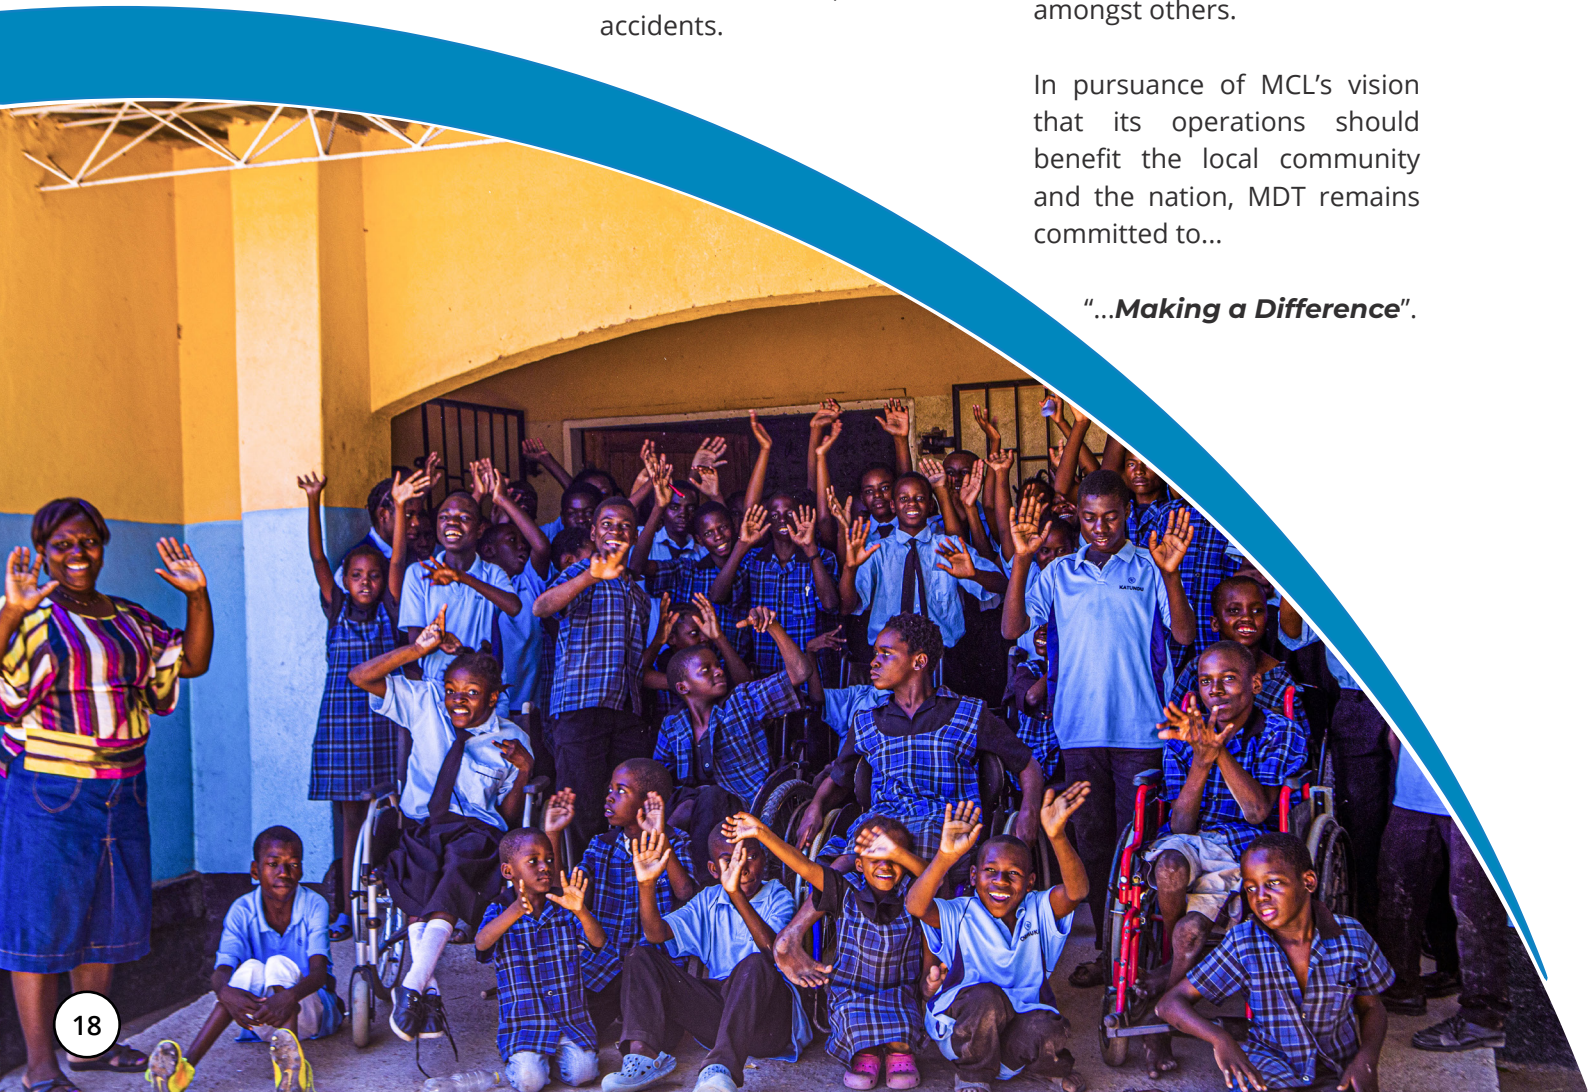 accidents.
amongst others.
In pursuance of MCL’s vision
that its operations should
benefit the local community
and the nation, MDT remains
committed to...
“...Making a Difference”.
KATUNDU
18